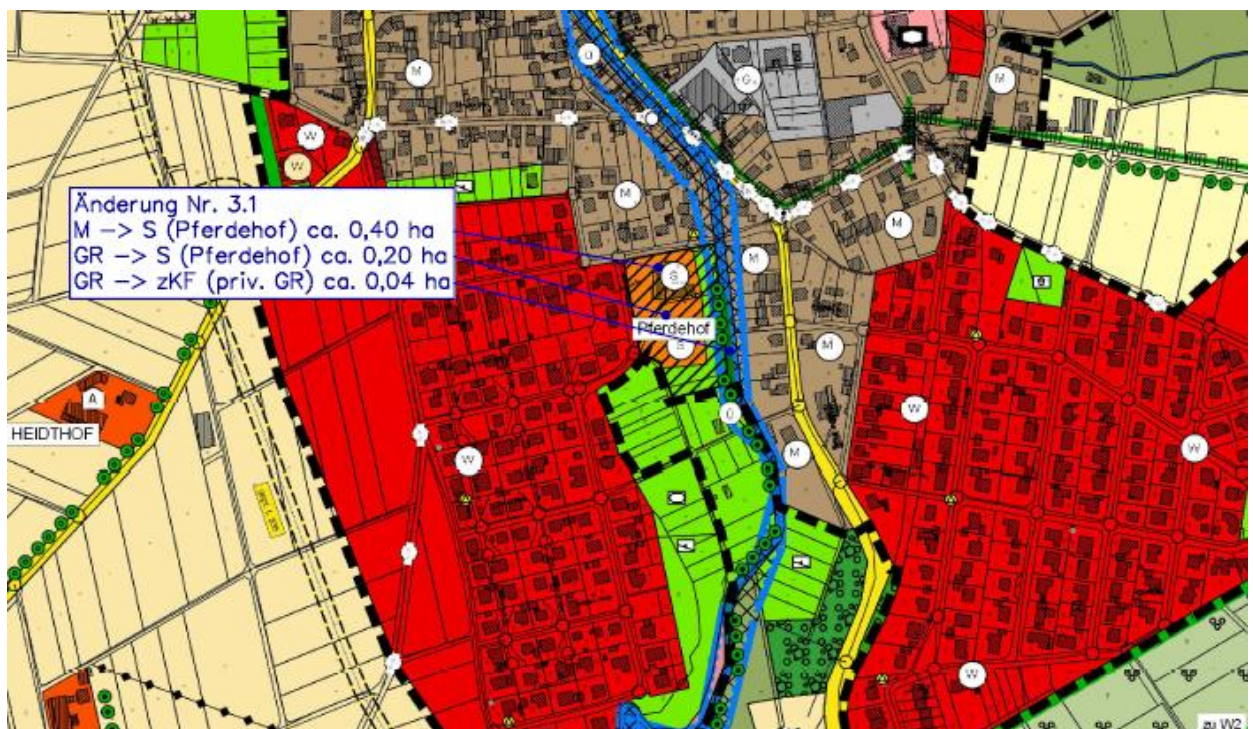 M
Ü
G
M
W
W
Änderung Nr. 3.1
M -> S (Pferdehof) ca. 0,40 ha
GR -> S (Pferdehof) ca. 0,20 ha
GR -> zKF (priv. GR) ca. 0,04 ha
M
M
M
S
Pferdehof
S
M
A
HEIDTHOF
Ü
W
W
M
W
W
zu W2